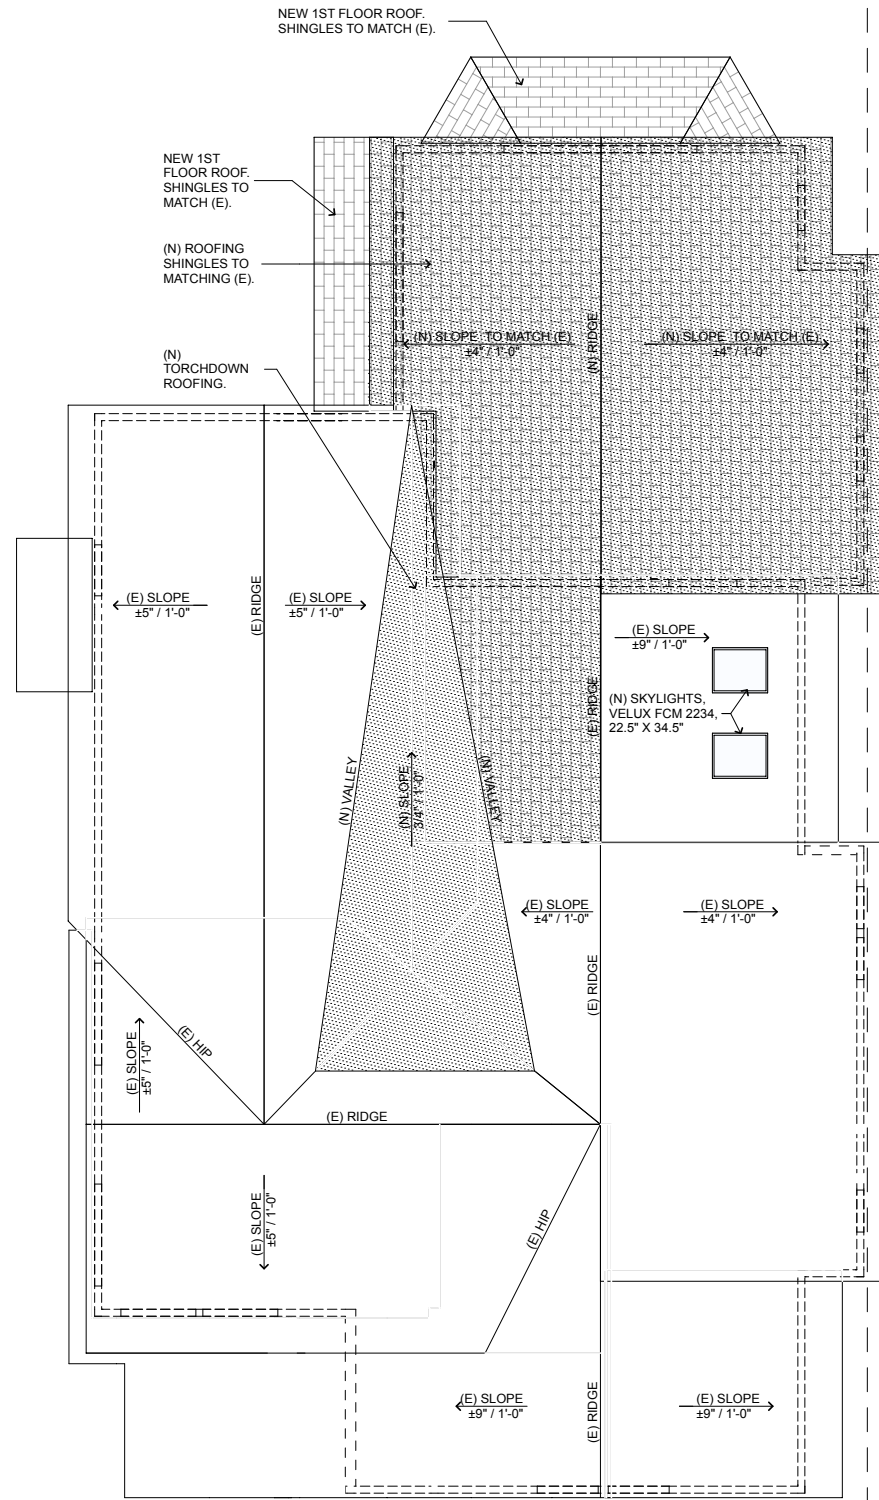 NEW 1ST FLOOR ROOF.
SHINGLES TO MATCH (E).
NEW 1ST
FLOOR ROOF.
SHINGLES TO
MATCH (E).
(N) ROOFING
SHINGLES TO
MATCHING (E).
(N)
TORCHDOWN
ROOFING.
(N) SLOPE TO MATCH (E)
±4" / 1'-0"
(N) RIDGE
(N) SLOPE TO MATCH (E)
±4" / 1'-0"
(E) SLOPE
±5" / 1'-0"
(E) RIDGE
(E) SLOPE
±5" / 1'-0"
(E) SLOPE
±9" / 1'-0"
(E) RIDGE
(N) SKYLIGHTS,
VELUX FCM 2234,
22.5" X 34.5"
(N) VALLEY
(N) SLOPE
3/4" / 1'-0"
(N) VALLEY
(E) SLOPE
±4" / 1'-0"
(E) SLOPE
±4" / 1'-0"
(E) RIDGE
(E) SLOPE
±5" / 1'-0"
(E) HIP
(E) RIDGE
(E) SLOPE
±5" / 1'-0"
(E) HIP
(E) SLOPE
±9" / 1'-0"
(E) RIDGE
(E) SLOPE
±9" / 1'-0"